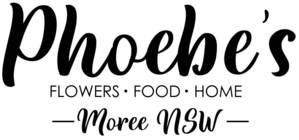 Phoebe's
FLOWERS • FOOD • HOME
— Moree NSW —